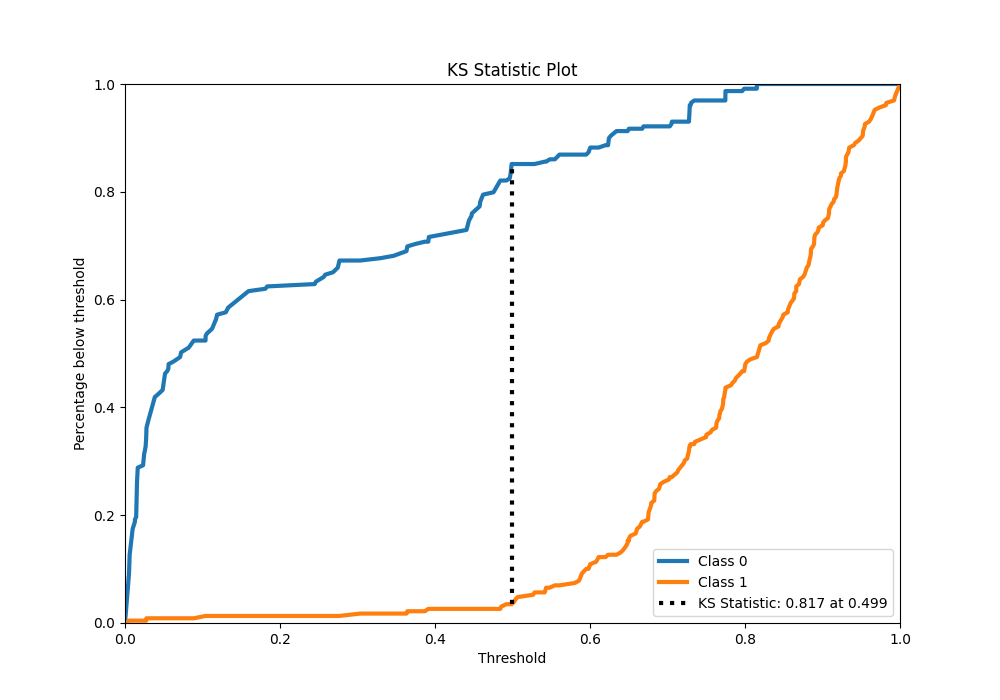 KS Statistic Plot
1.0
0.8
0.6
0.4
0.2
0.0
Percentage below threshold
0.0 0.2 0.4 0.6 0.8 1.0
Threshold
Class 0
Class 1
KS Statistic: 0.817 at 0.499